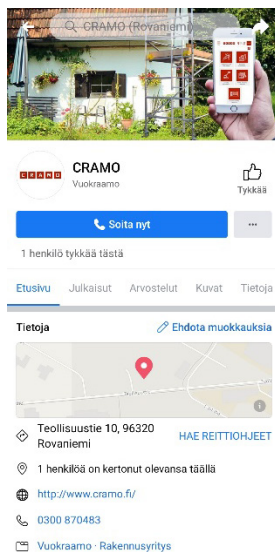 CRAMO (Rovaniemi)
CRAMO
CRAMO
Vuokraamo
Tykkää
Soita nyt
1 henkilö tykkää tästä
Etusivu Julkaisut Arvostelut Kuvat Tietoja
Tietoja
Ehdota muokkauksia
Teollisuustie 10, 96320
Rovaniemi
HAE REITTIOHJEET
1 henkilöä on kertonut olevansa täällä
http://www.cramo.fi/
0300 870483
Vuokraamo · Rakennusyritys